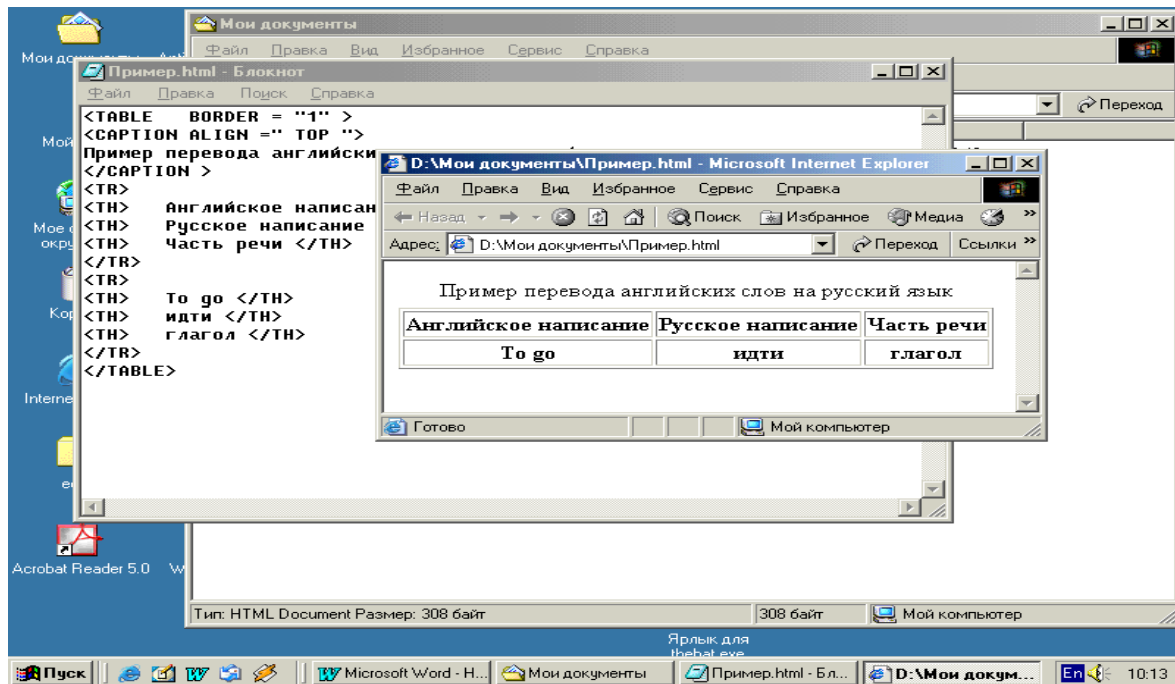 Мои документы
Файл Правка Вид Избранное Сервис Справка
Переход
Пример.html - Блокнот
Файл Правка Поиск Справка
<TABLE BORDER = "1" >
<CAPTION ALIGN =" TOP ">
Пример перевода английски
</CAPTION >
<TR>
<TH> Английское написан
<TH> Русское написание
<TH> Часть речи </TH>
</TR>
<TR>
<TH> To go </TH>
<TH> идти </TH>
<TH> глагол </TH>
</TR>
</TABLE>
D:\Мои документы\Пример.html - Microsoft Internet Explorer
Файл Правка Вид Избранное Сервис Справка
Назад Поиск Избранное Медиа »
Адрес: D:\Мои документы\Пример.html Переход Ссылки »
Пример перевода английских слов на русский язык
Английское написание Русское написание Часть речи
To go идти глагол
Готово Мой компьютер
Мой
Мое
окру
Кор
Interne
Acrobat Reader 5.0 W
Тип: HTML Document Размер: 308 байт 308 байт Мой компьютер
Ярлык для
thebat.exe
Пуск Microsoft Word - Н... Мои документы Пример.html - Бл... D:\Мои докум... En 10:13